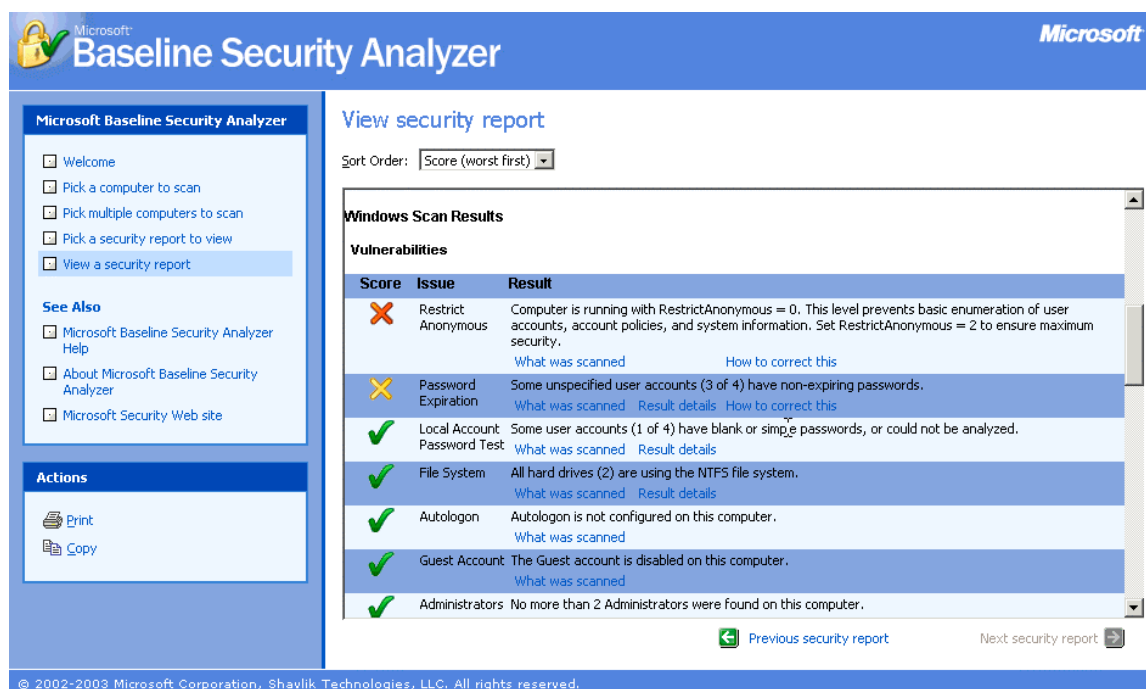 Microsoft
Baseline Security Analyzer
Microsoft
Microsoft Baseline Security Analyzer
Welcome
Pick a computer to scan
Pick multiple computers to scan
Pick a security report to view
View a security report
See Also
Microsoft Baseline Security Analyzer
Help
About Microsoft Baseline Security
Analyzer
Microsoft Security Web site
Actions
Print
Copy
View security report
Sort Order: Score (worst first)
Windows Scan Results
Vulnerabilities
Score Issue Result
Restrict Anonymous
Computer is running with RestrictAnonymous = 0. This level prevents basic enumeration of user
accounts, account policies, and system information. Set RestrictAnonymous = 2 to ensure maximum
security.
What was scanned How to correct this
Password Expiration
Some unspecified user accounts (3 of 4) have non-expiring passwords.
What was scanned Result details How to correct this
Local Account Password Test
Some user accounts (1 of 4) have blank or simple passwords, or could not be analyzed.
What was scanned Result details
File System All hard drives (2) are using the NTFS file system.
What was scanned Result details
Autologon Autologon is not configured on this computer.
What was scanned
Guest Account The Guest account is disabled on this computer.
What was scanned
Administrators No more than 2 Administrators were found on this computer.
Previous security report Next security report
© 2002-2003 Microsoft Corporation, Shavlik Technologies, LLC. All rights reserved.